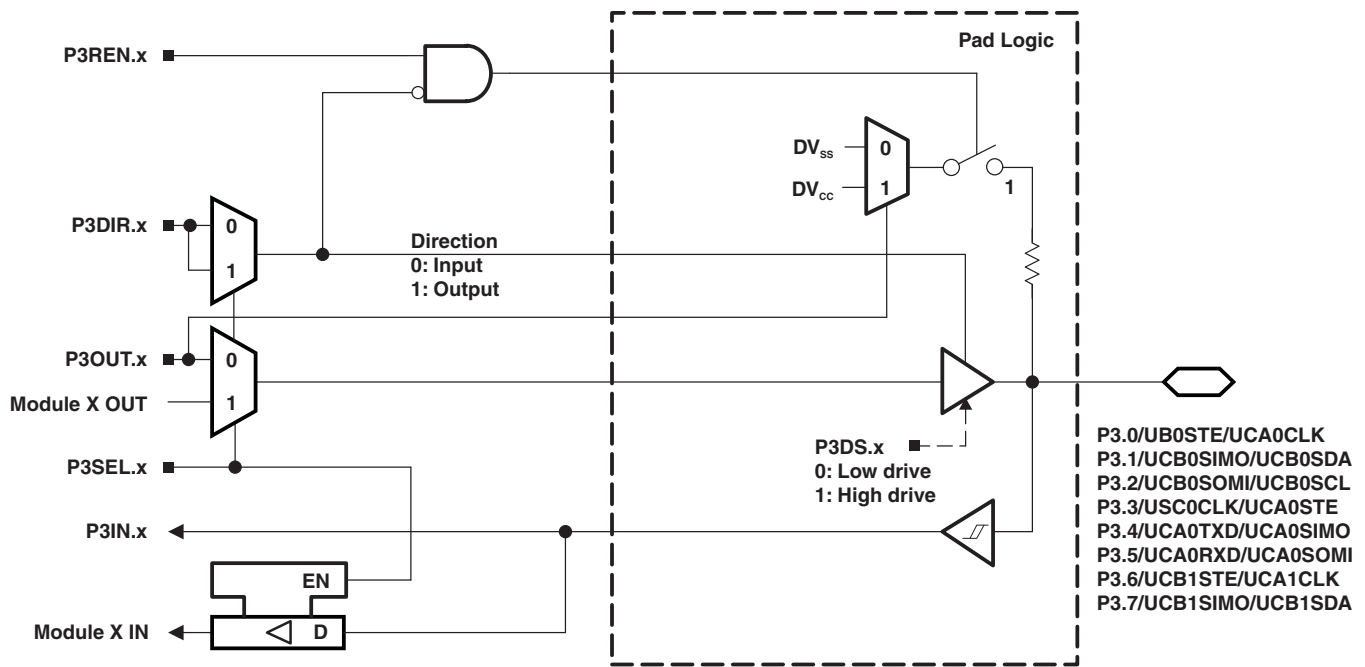 Pad Logic
P3REN.x
DVss
0
DVcc
1
1
P3DIR.x
0
1
Direction
0: Input
1: Output
P3OUT.x
0
Module X OUT
1
P3DS.x
0: Low drive
1: High drive
P3SEL.x
P3IN.x
EN
Module X IN
D
P3.0/UB0STE/UCA0CLK
P3.1/UCB0SIMO/UCB0SDA
P3.2/UCB0SOMI/UCB0SCL
P3.3/USC0CLK/UCA0STE
P3.4/UCA0TXD/UCA0SIMO
P3.5/UCA0RXD/UCA0SOMI
P3.6/UCB1STE/UCA1CLK
P3.7/UCB1SIMO/UCB1SDA